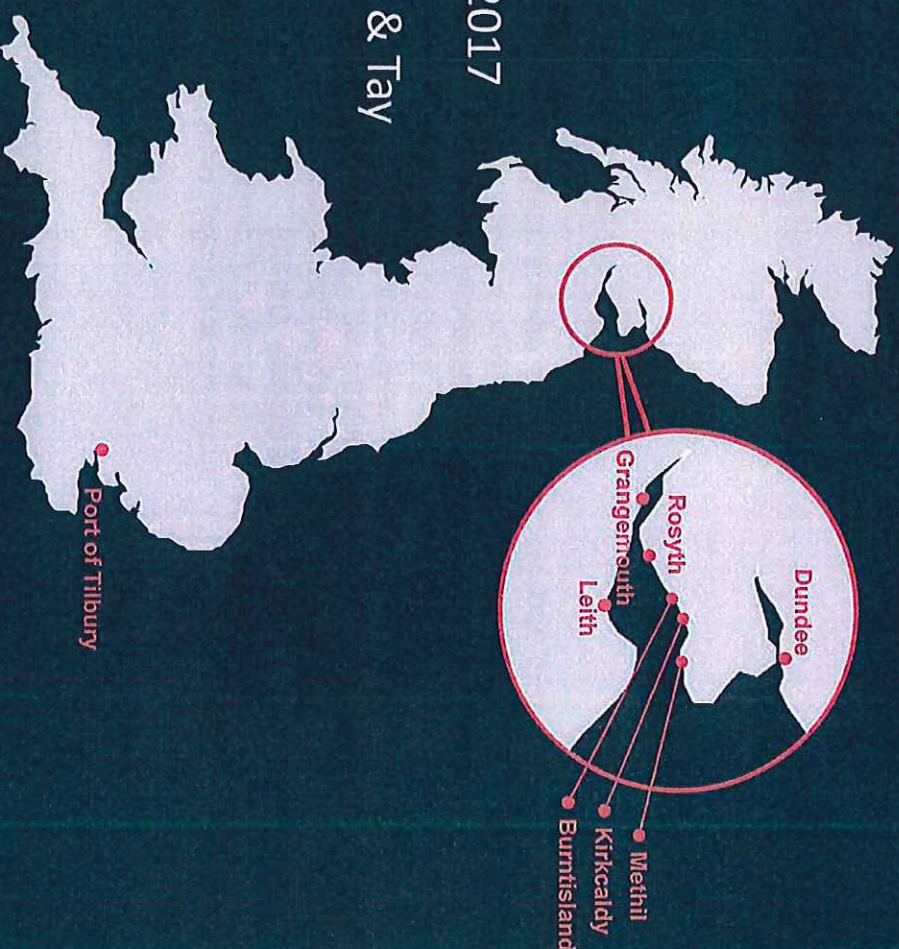 Dundee
Rosyth
Grangemouth
Leith
Methil
Kirkcaldy
Burntisland
2017
& Tay
Port of Tilbury